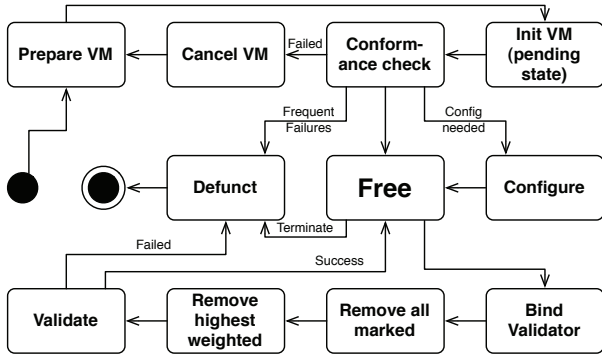 Prepare VM
Cancel VM
Failed
Conform-
ance check
Init VM
(pending
state)
Frequent
Failures
Config
needed
Defunct
Free
Configure
Terminate
Failed
Success
Validate
Remove
highest
weighted
Remove all
marked
Bind
Validator